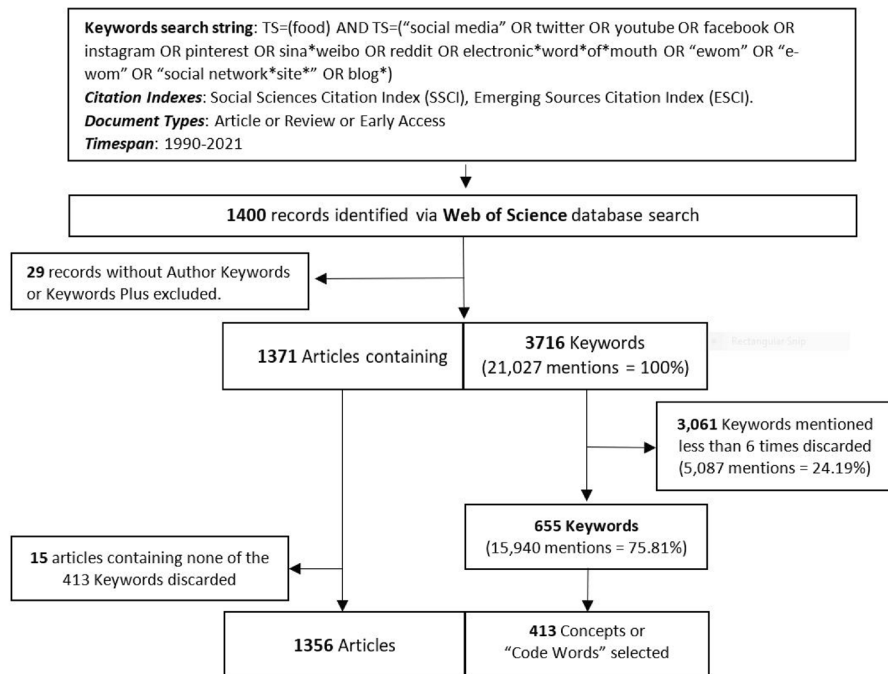 Keywords search string: TS=(food) AND TS=(“social media” OR twitter OR youtube OR facebook OR
instagram OR pinterest OR sina*weibo OR reddit OR electronic*word*of*mouth OR “ewom” OR “e-
wom” OR “social network*site*” OR blog*)
Citation Indexes: Social Sciences Citation Index (SSCI), Emerging Sources Citation Index (ESCI).
Document Types: Article or Review or Early Access
Timespan: 1990-2021
1400 records identified via Web of Science database search
29 records without Author Keywords
or Keywords Plus excluded.
1371 Articles containing
3716 Keywords
(21,027 mentions = 100%)
Rectangular Snip
3,061 Keywords mentioned
less than 6 times discarded
(5,087 mentions = 24.19%)
655 Keywords
(15,940 mentions = 75.81%)
15 articles containing none of the
413 Keywords discarded
1356 Articles
413 Concepts or
“Code Words” selected